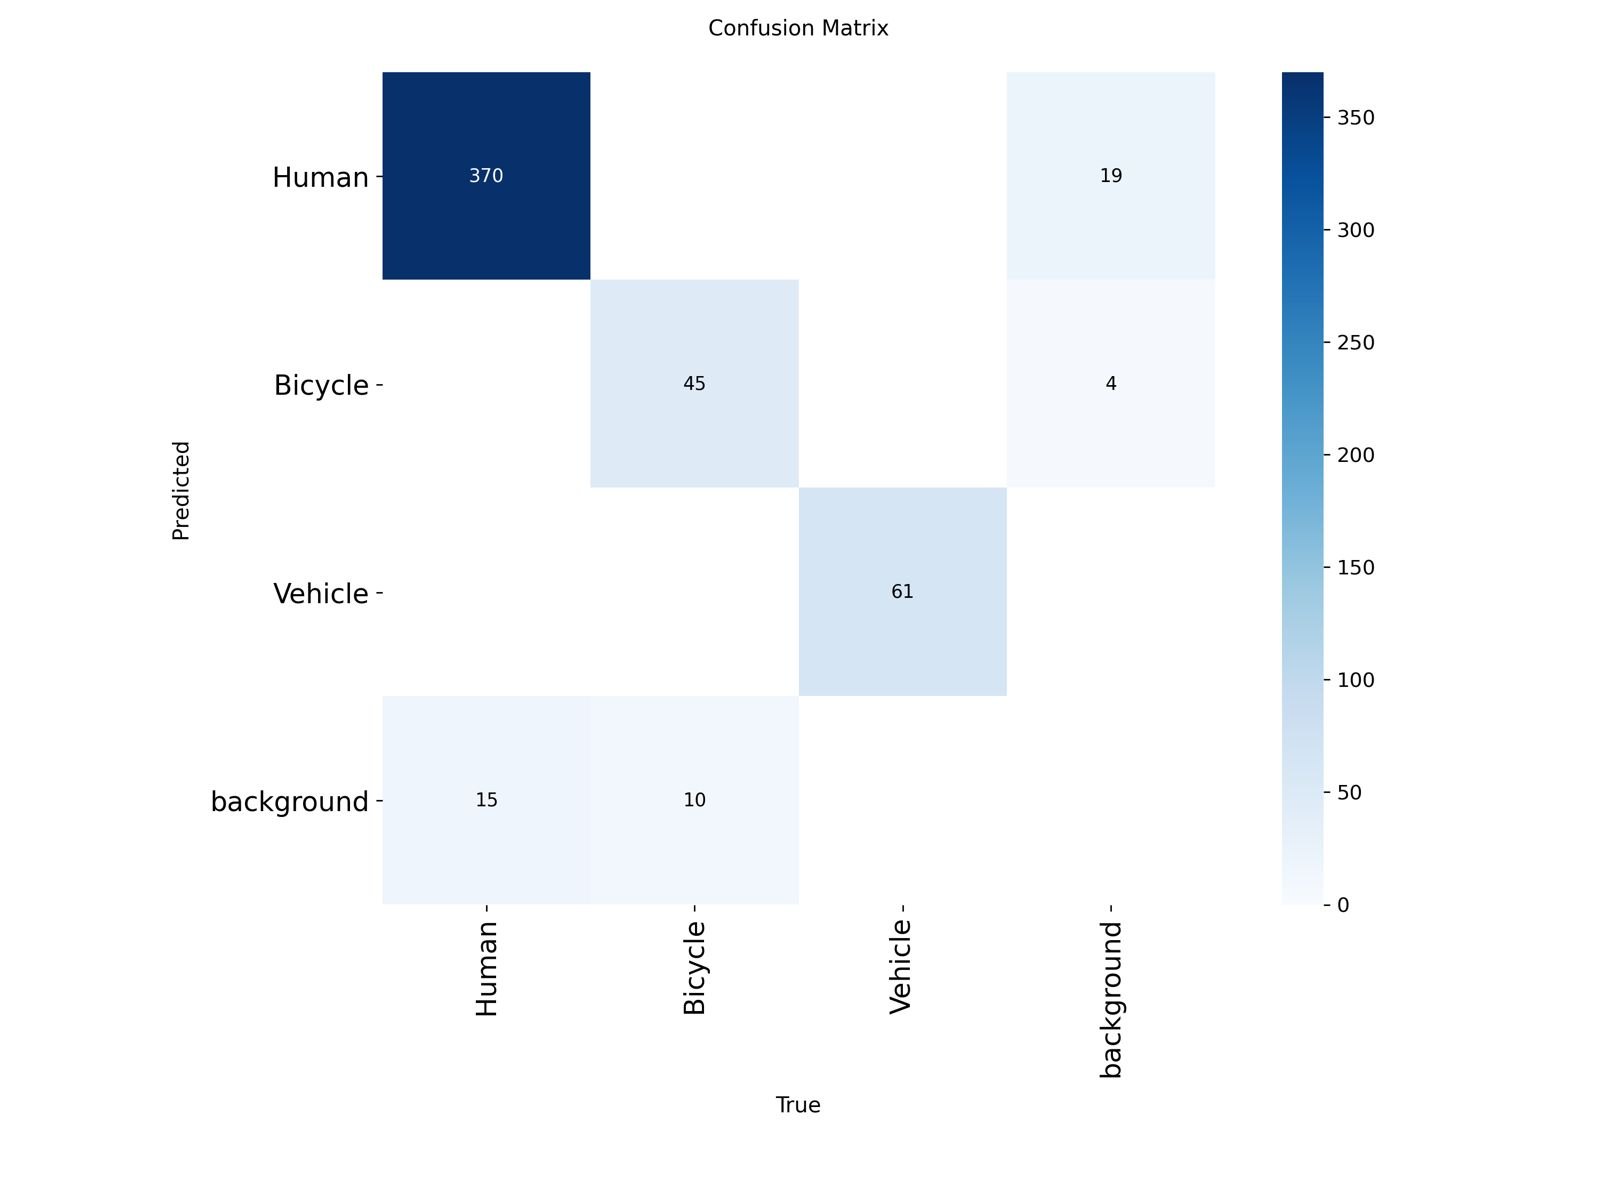 Confusion Matrix
Human
370
19
350
300
Bicycle
45
4
250
200
Predicted
Vehicle
61
150
100
background
15
10
50
0
Human
Bicycle
Vehicle
background
True